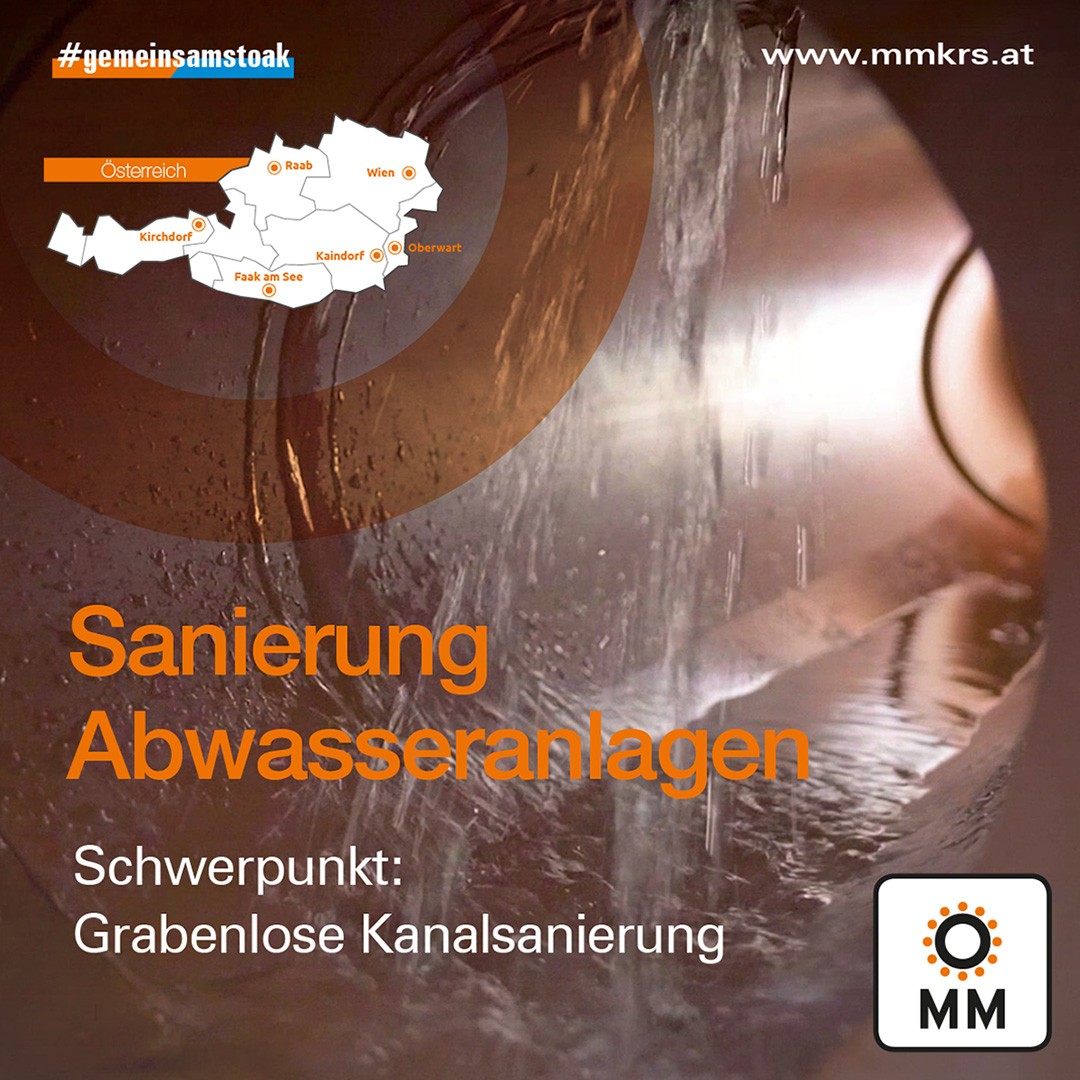 #gemeinsamstoak
www.mmkrs.at
Österreich
Raab
Wien
Kirchdorf
Kaindorf
Oberwart
Faak am See
Sanierung
Abwasseranlagen
Schwerpunkt:
Grabenlose Kanalsanierung
MM